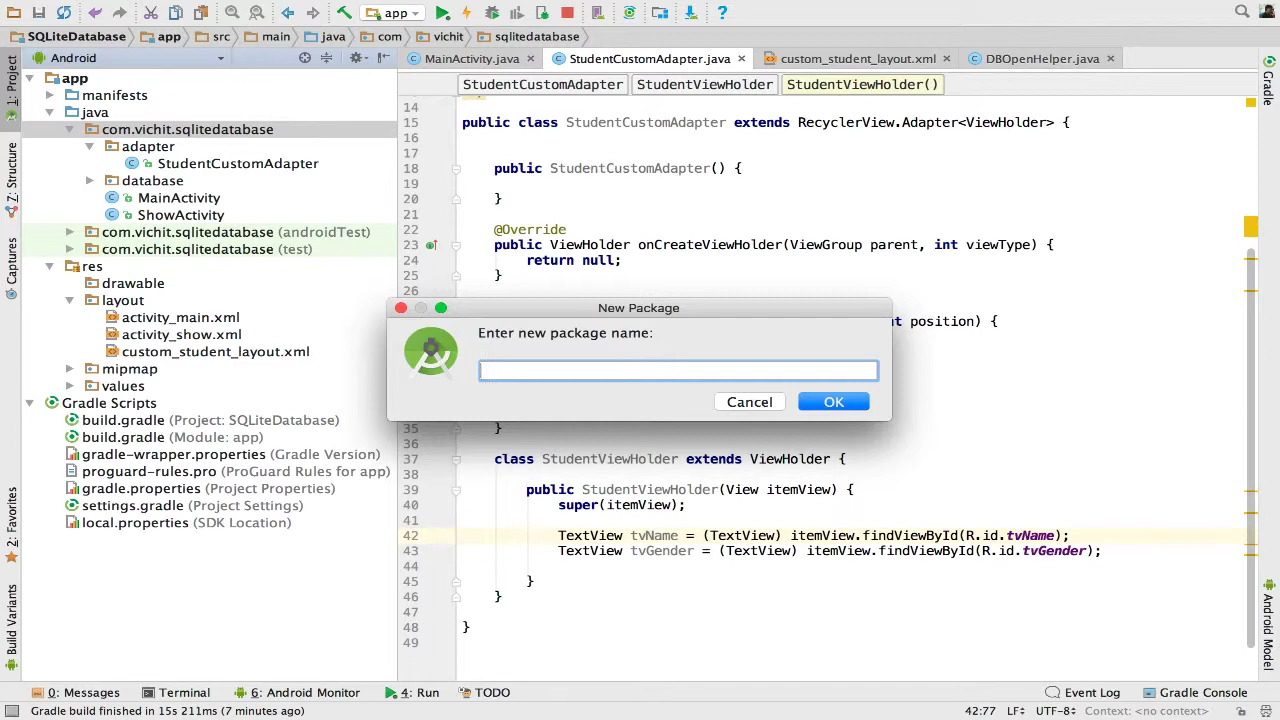 app
SQLiteDatabase app src main java com vichit sqlitedatabase
Android
MainActivity.java StudentCustomAdapter.java custom_student_layout.xml DBOpenHelper.java
StudentCustomAdapter StudentViewHolder StudentViewHolder()
1: Project
Z: Structure
Captures
2: Favorites
Build Variants
app
manifests
java
com.vichit.sqlitedatabase
adapter
StudentCustomAdapter
database
MainActivity
ShowActivity
com.vichit.sqlitedatabase (androidTest)
com.vichit.sqlitedatabase (test)
res
drawable
layout
activity_main.xml
activity_show.xml
custom_student_layout.xml
mipmap
values
Gradle Scripts
build.gradle (Project: SQLiteDatabase)
build.gradle (Module: app)
gradle-wrapper.properties (Gradle Version)
proguard-rules.pro (ProGuard Rules for app)
gradle.properties (Project Properties)
settings.gradle (Project Settings)
local.properties (SDK Location)
14
15 public class StudentCustomAdapter extends RecyclerView.Adapter<ViewHolder> {
16
17
18 public StudentCustomAdapter() {
19
20 }
21
22 @Override
23 public ViewHolder onCreateViewHolder(ViewGroup parent, int viewType) {
24 return null;
25 }
26
nt position) {
New Package
Enter new package name:
Cancel OK
35 }
36
37 class StudentViewHolder extends ViewHolder {
38
39 public StudentViewHolder(View itemView) {
40 super(itemView);
41
42 TextView tvName = (TextView) itemView.findViewById(R.id.tvName);
43 TextView tvGender = (TextView) itemView.findViewById(R.id.tvGender);
44
45 }
46 }
47
48 }
49
Gradle
Android Model
0: Messages Terminal 6: Android Monitor 4: Run TODO Event Log Gradle Console
Gradle build finished in 15s 211ms (7 minutes ago) 42:77 LF÷ UTF-8÷ Context: <no context>